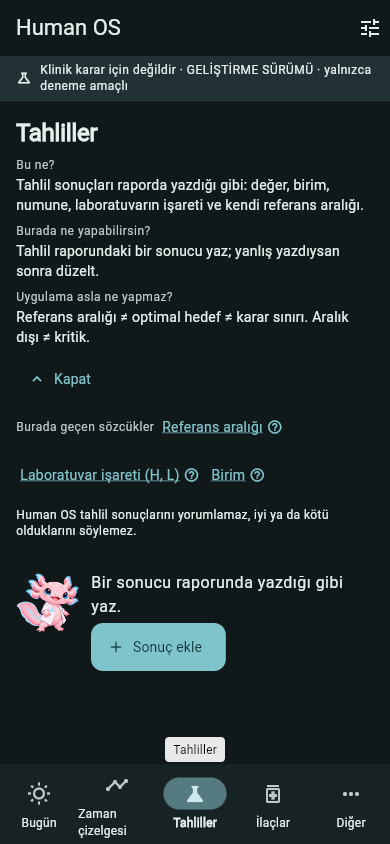 Human OS
Klinik karar için değildir · GELİŞTİRME SÜRÜMÜ · yalnızca
deneme amaçlı
Tahliller
Bu ne?
Tahlil sonuçları raporda yazdığı gibi: değer, birim,
numune, laboratuvarın işareti ve kendi referans aralığı.
Burada ne yapabilirsin?
Tahlil raporundaki bir sonucu yaz; yanlış yazdıysan
sonra düzelt.
Uygulama asla ne yapmaz?
Referans aralığı ≠ optimal hedef ≠ karar sınırı. Aralık
dışı ≠ kritik.
Kapat
Burada geçen sözcükler Referans aralığı
Laboratuvar işareti (H, L) Birim
Human OS tahlil sonuçlarını yorumlamaz, iyi ya da kötü
olduklarını söylemez.
Bir sonucu raporunda yazdığı gibi
yaz.
+ Sonuç ekle
Tahliller
Bugün
Zaman
çizelgesi
Tahliller
İlaçlar
Diğer